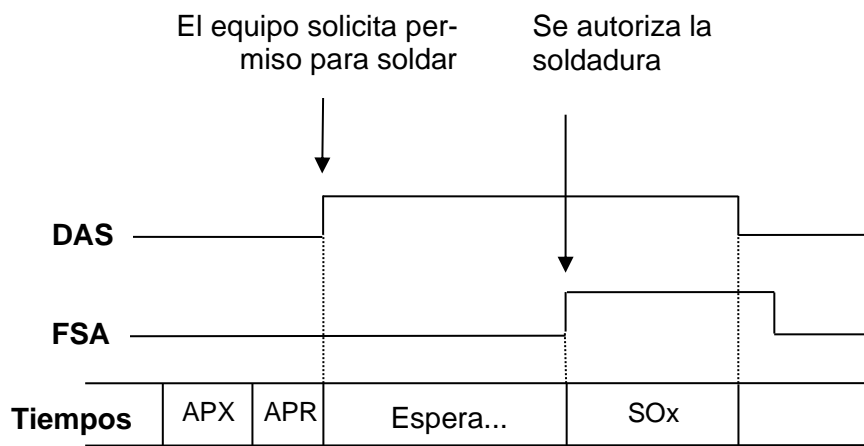 El equipo solicita per-
miso para soldar
Se autoriza la
soldadura
DAS
FSA
Tiempos APX APR Espera... SOx